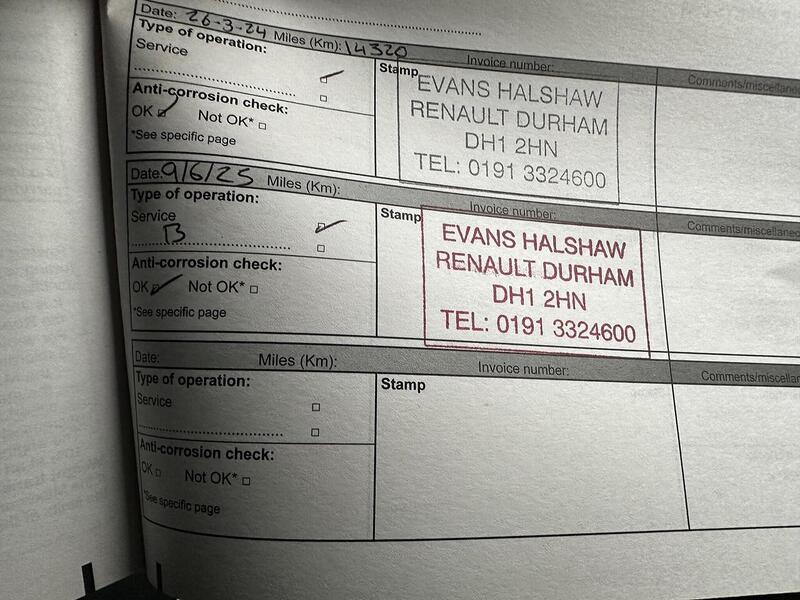 Date: 26-3-24 Miles (Km): 14320 Invoice number: Comments/miscellaneo
Type of operation:
Service
Stamp
EVANS HALSHAW
RENAULT DURHAM
DH1 2HN
TEL: 0191 3324600
Anti-corrosion check:
OK Not OK*
*See specific page
Date: 9/6/25 Miles (Km): Invoice number: Comments/miscellaneo
Type of operation:
Service
B
Stamp
EVANS HALSHAW
RENAULT DURHAM
DH1 2HN
TEL: 0191 3324600
Anti-corrosion check:
OK Not OK*
*See specific page
Date: Miles (Km): Invoice number: Comments/miscellan
Type of operation:
Service
Stamp
Anti-corrosion check:
OK Not OK*
*See specific page